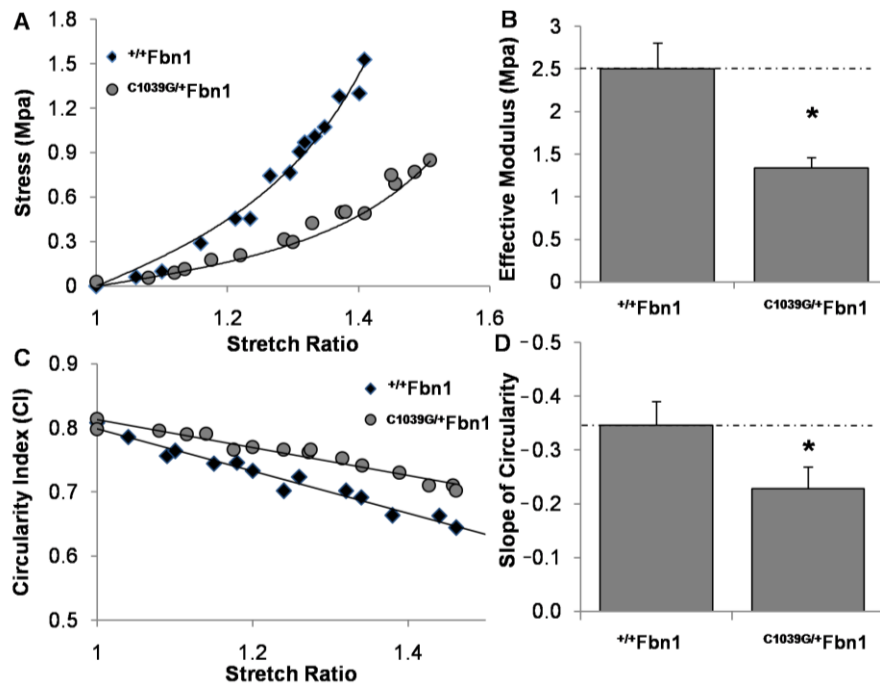 A
1.8
1.5
1.2
0.9
0.6
0.3
0
1
1.2
1.4
1.6
Stress (Mpa)
Stretch Ratio
+/+Fbn1
C1039G/+Fbn1
B
3
2.5
2
1.5
1
0.5
0
Effective Modulus (Mpa)
*
+/+Fbn1
C1039G/+Fbn1
C
0.9
0.8
0.7
0.6
0.5
1
1.2
1.4
Circularity Index (CI)
Stretch Ratio
+/+Fbn1
C1039G/+Fbn1
D
-0.5
-0.4
-0.3
-0.2
-0.1
0.0
Slope of Circularity
*
+/+Fbn1
C1039G/+Fbn1